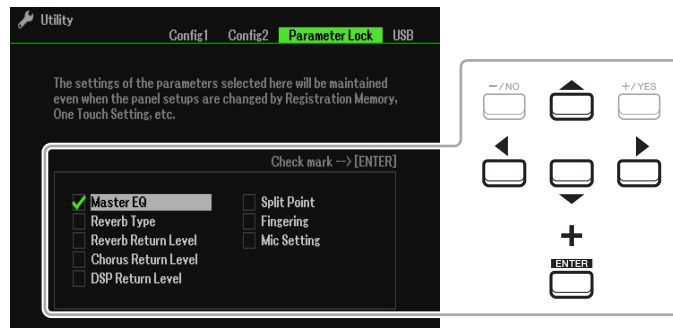 Utility
Config1 Config2 Parameter Lock USB
The settings of the parameters selected here will be maintained
even when the panel setups are changed by Registration Memory,
One Touch Setting, etc.
Check mark --> [ENTER]
Master EQ
Reverb Type
Reverb Return Level
Chorus Return Level
DSP Return Level
Split Point
Fingering
Mic Setting
−/NO
+/YES
+
ENTER